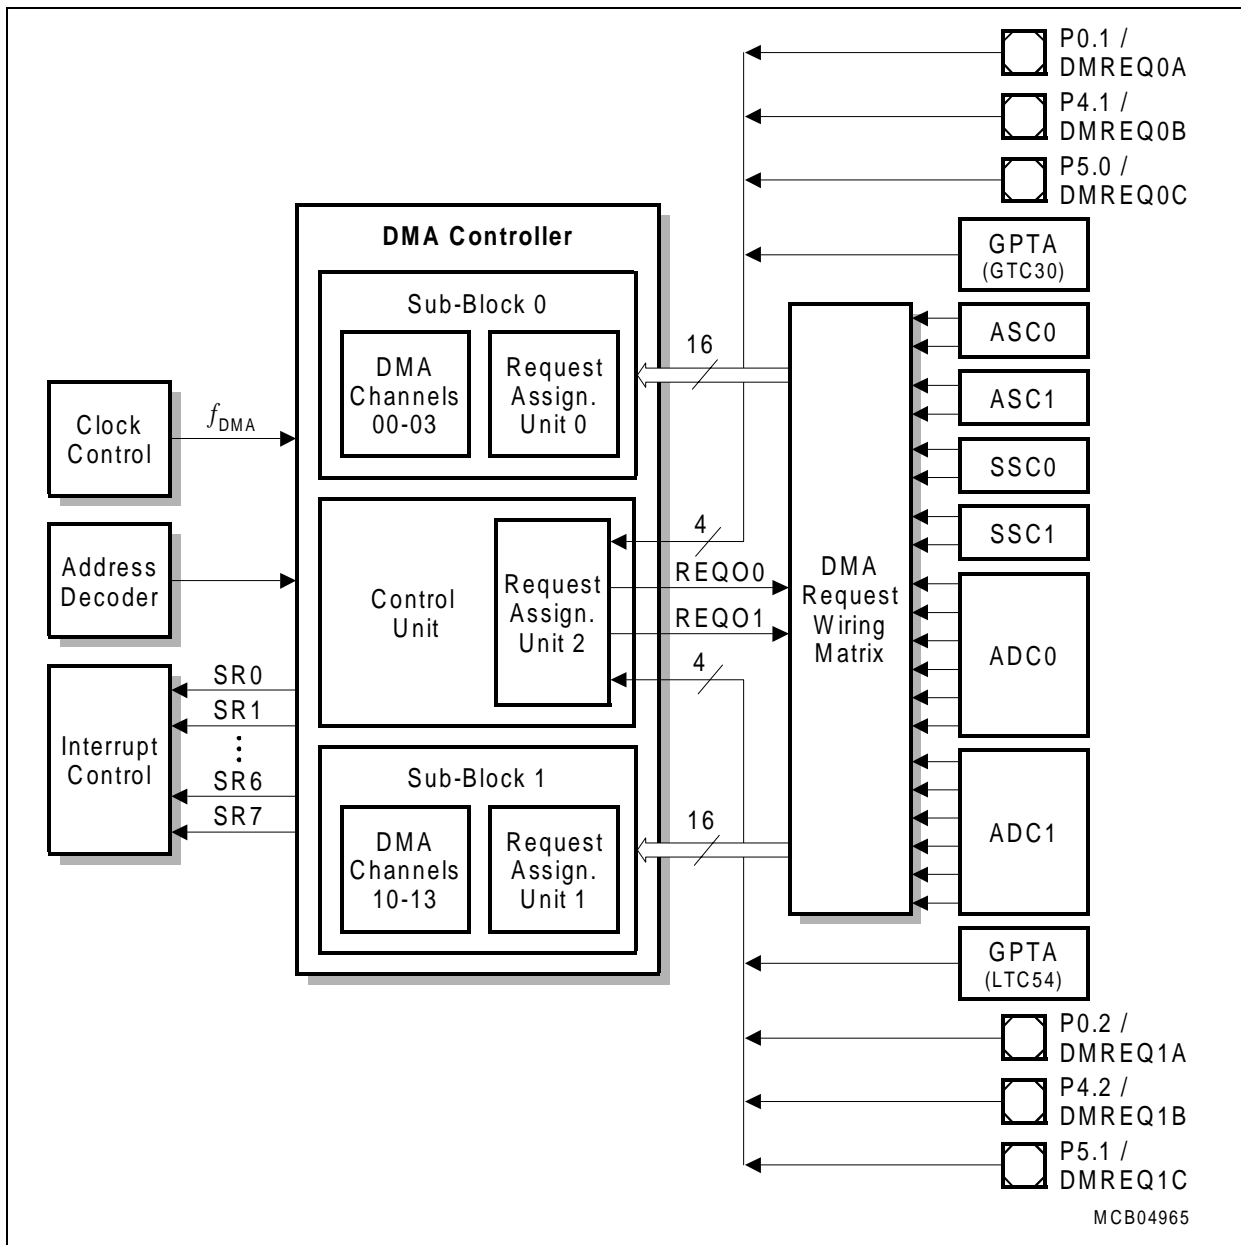 P0.1 /
DMREQ0A
P4.1 /
DMREQ0B
P5.0 /
DMREQ0C
GPTA
(GTC30)
DMA Controller
Sub-Block 0
DMA
Channels
00-03
Request
Assign.
Unit 0
16
ASC0
ASC1
SSC0
SSC1
ADC0
ADC1
Clock
Control
fDMA
Address
Decoder
Control
Unit
Request
Assign.
Unit 2
4
REQO0
REQO1
4
DMA
Request
Wiring
Matrix
Interrupt
Control
SR0
SR1
SR6
SR7
Sub-Block 1
DMA
Channels
10-13
Request
Assign.
Unit 1
16
GPTA
(LTC54)
P0.2 /
DMREQ1A
P4.2 /
DMREQ1B
P5.1 /
DMREQ1C
MCB04965